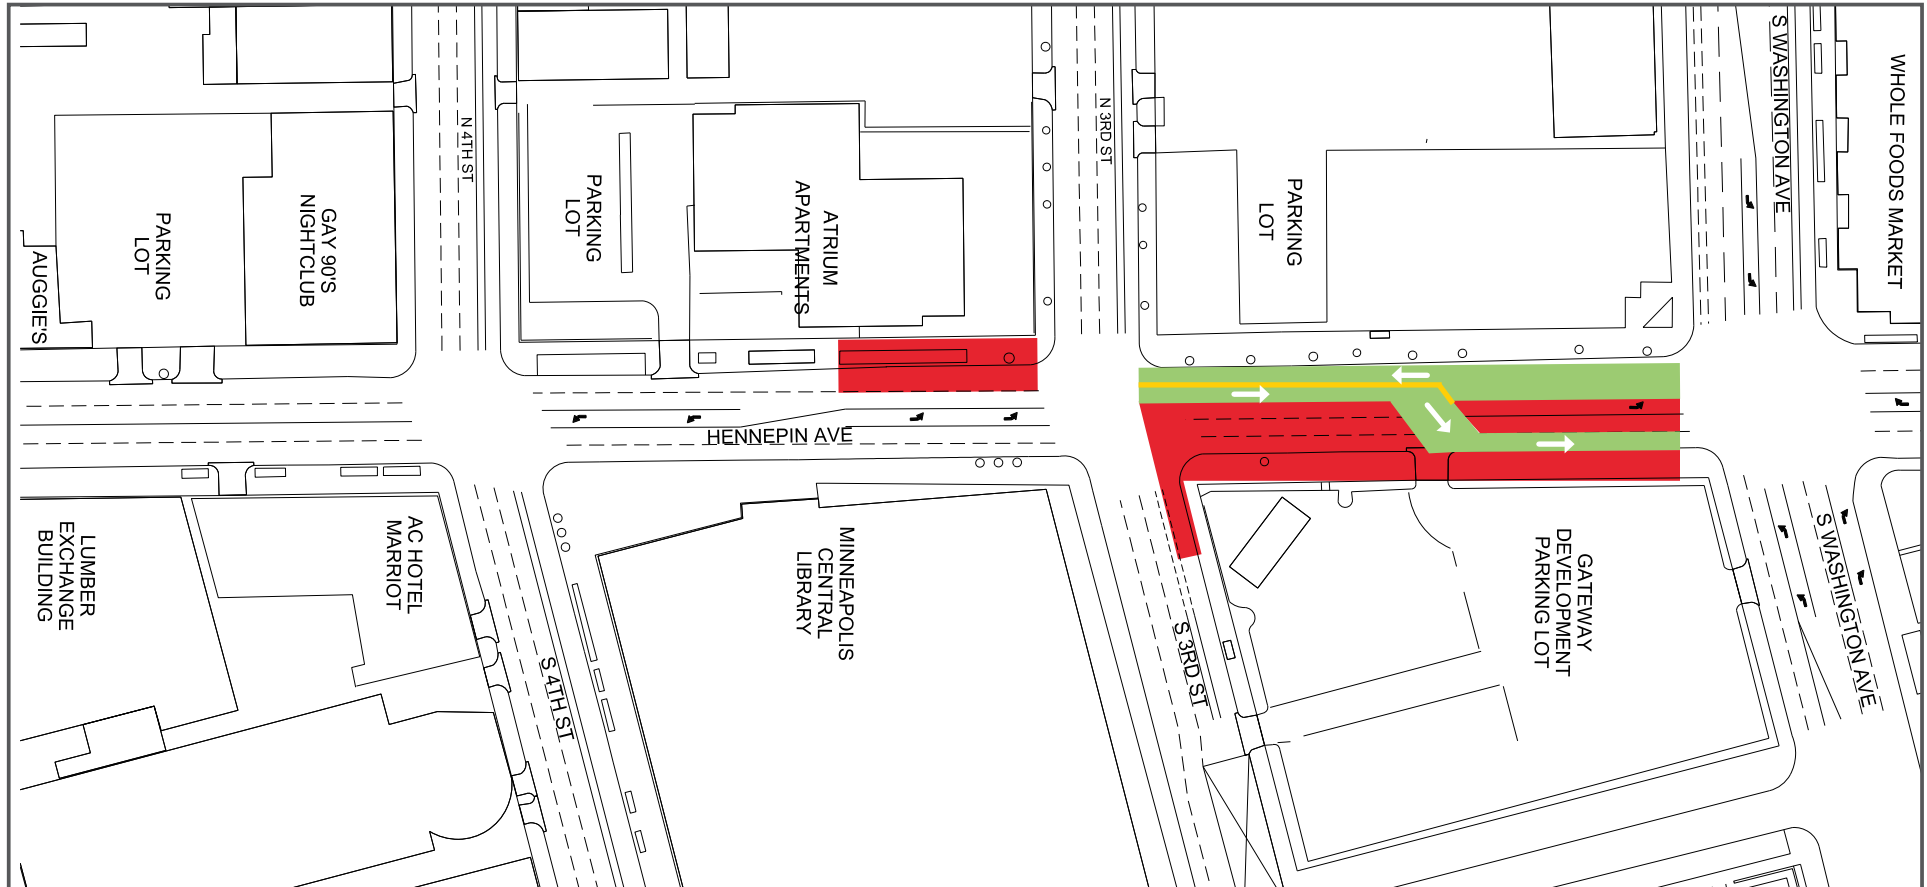 AUGGIE'S
PARKING
LOT
GAY 90'S
NIGHTCLUB
N 4TH ST
PARKING
LOT
ATRIUM
APARTMENTS
N 3RD ST
PARKING
LOT
S WASHINGTON AVE
WHOLE FOODS MARKET
HENNEPIN AVE
LUMBER
EXCHANGE
BUILDING
AC HOTEL
MARRIOT
S 4TH ST
MINNEAPOLIS
CENTRAL
LIBRARY
S 3RD ST
GATEWAY
DEVELOPMENT
PARKING LOT
S WASHINGTON AVE